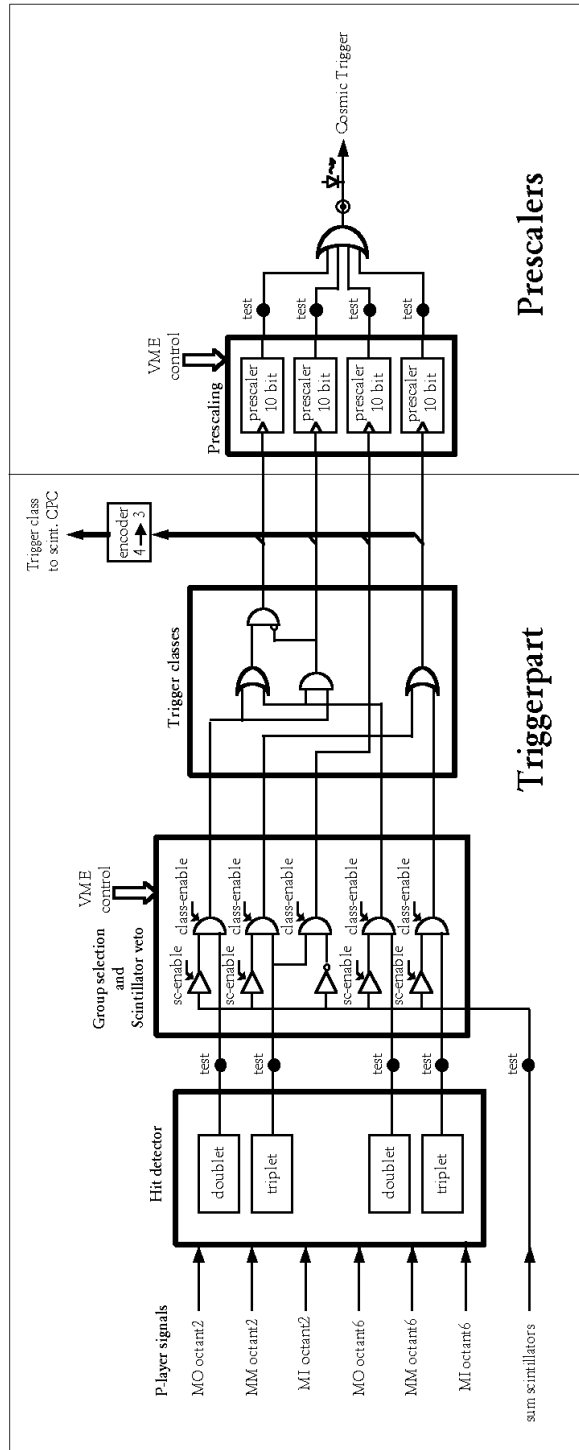 P-layer signals
MO octant2
MM octant2
MI octant2
MO octant6
MM octant6
MI octant6
sum scintillators
Hit detector
doublet
triplet
doublet
triplet
test
test
test
test
test
Group selection
and
Scintillator veto
VME
control
sc-enable
sc-enable
sc-enable
sc-enable
class-enable
class-enable
class-enable
class-enable
class-enable
Trigger classes
Triggerpart
Trigger class
to scint. CPC
encoder
4 3
Prescaling
VME
control
prescaler
10 bit
prescaler
10 bit
prescaler
10 bit
prescaler
10 bit
test
test
test
test
Cosmic Trigger
Prescalers